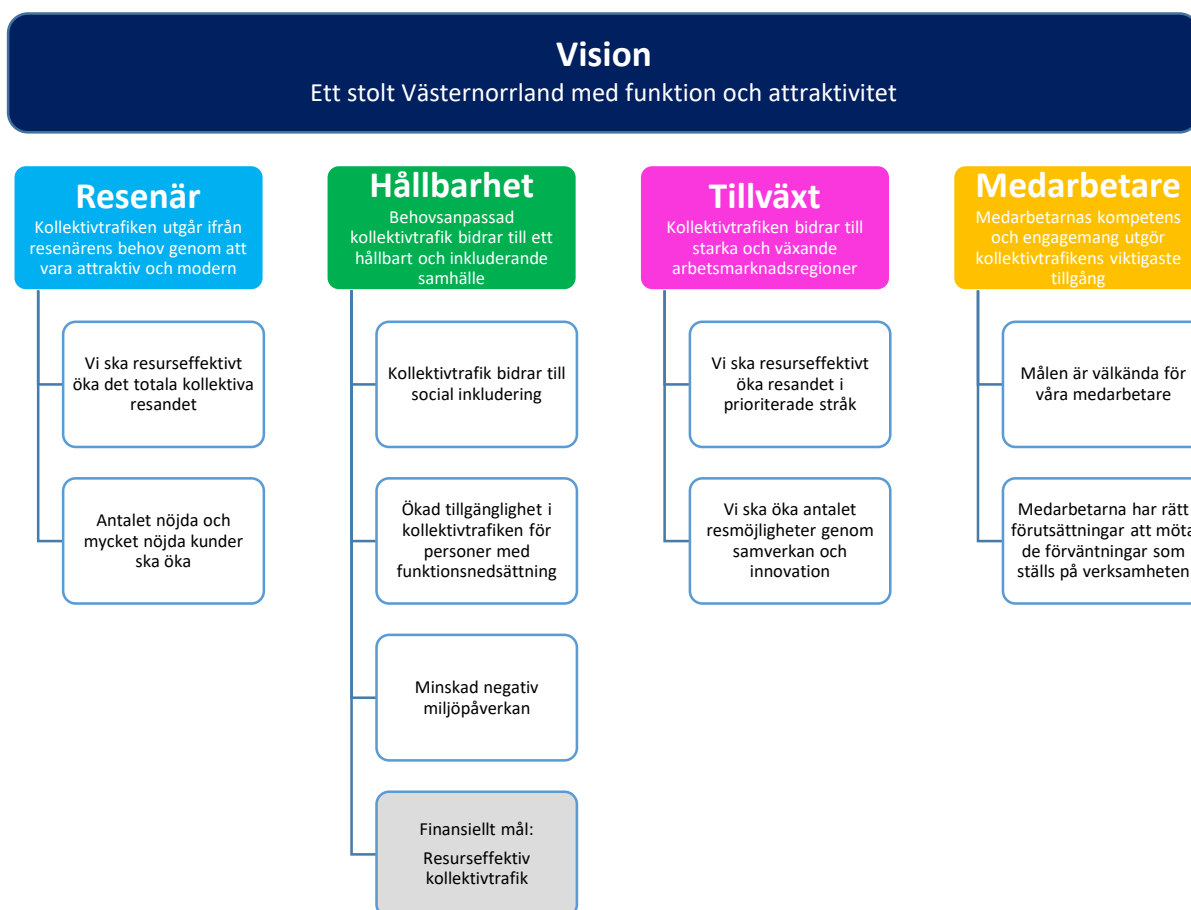 Vision
Ett stolt Västernorrland med funktion och attraktivitet
Resenär
Kollektivtrafiken utgår ifrån
resenärens behov genom att
vara attraktiv och modern
Vi ska resurseffektivt
öka det totala kollektiva
resandet
Antalet nöjda och
mycket nöjda kunder
ska öka
Hållbarhet
Behovsanpassad
kollektivtrafik bidrar till ett
hållbart och inkluderande
samhälle
Kollektivtrafik bidrar till
social inkludering
Ökad tillgänglighet i
kollektivtrafiken för
personer med
funktionsnedsättning
Minskad negativ
miljöpåverkan
Finansiellt mål:
Resurseffektiv
kollektivtrafik
Tillväxt
Kollektivtrafiken bidrar till
starka och växande
arbetsmarknadsregioner
Vi ska resurseffektivt
öka resandet i
prioriterade stråk
Vi ska öka antalet
resmöjligheter genom
samverkan och
innovation
Medarbetare
Medarbetarnas kompetens
och engagemang utgör
kollektivtrafikens viktigaste
tillgång
Målen är välkända för
våra medarbetare
Medarbetarna har rätt
förutsättningar att möta
de förväntningar som
ställs på verksamheten